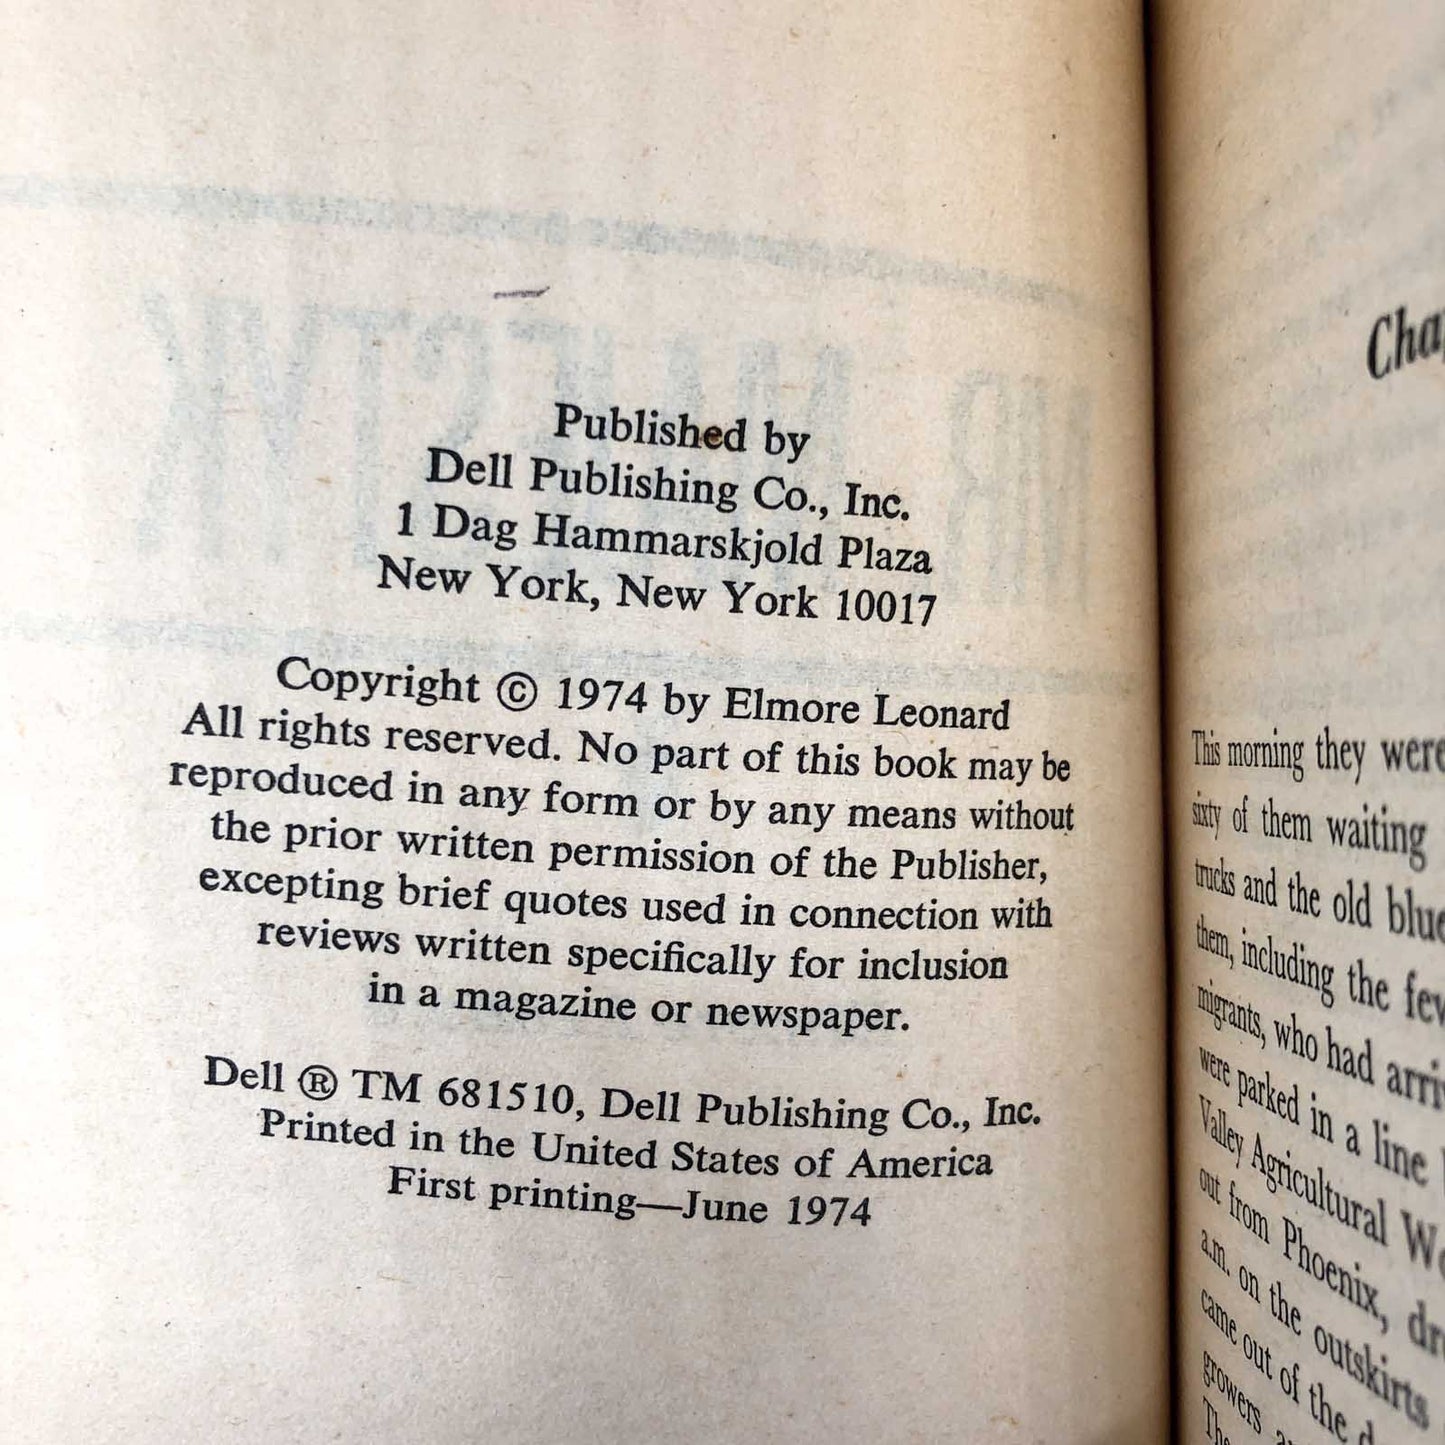 Published by
Dell Publishing Co., Inc.
1 Dag Hammarskjold Plaza
New York, New York 10017
Copyright © 1974 by Elmore Leonard
All rights reserved. No part of this book may be
reproduced in any form or by any means without
the prior written permission of the Publisher,
excepting brief quotes used in connection with
reviews written specifically for inclusion
in a magazine or newspaper.
Dell ® TM 681510, Dell Publishing Co., Inc.
Printed in the United States of America
First printing—June 1974
Cha
This morning they were
sixty of them waiting
trucks and the old blue
them, including the few
migrants, who had arri
were parked in a line
Valley Agricultural Wo
out from Phoenix, dr
a.m. on the outskirts
came out of the d
growers a
The